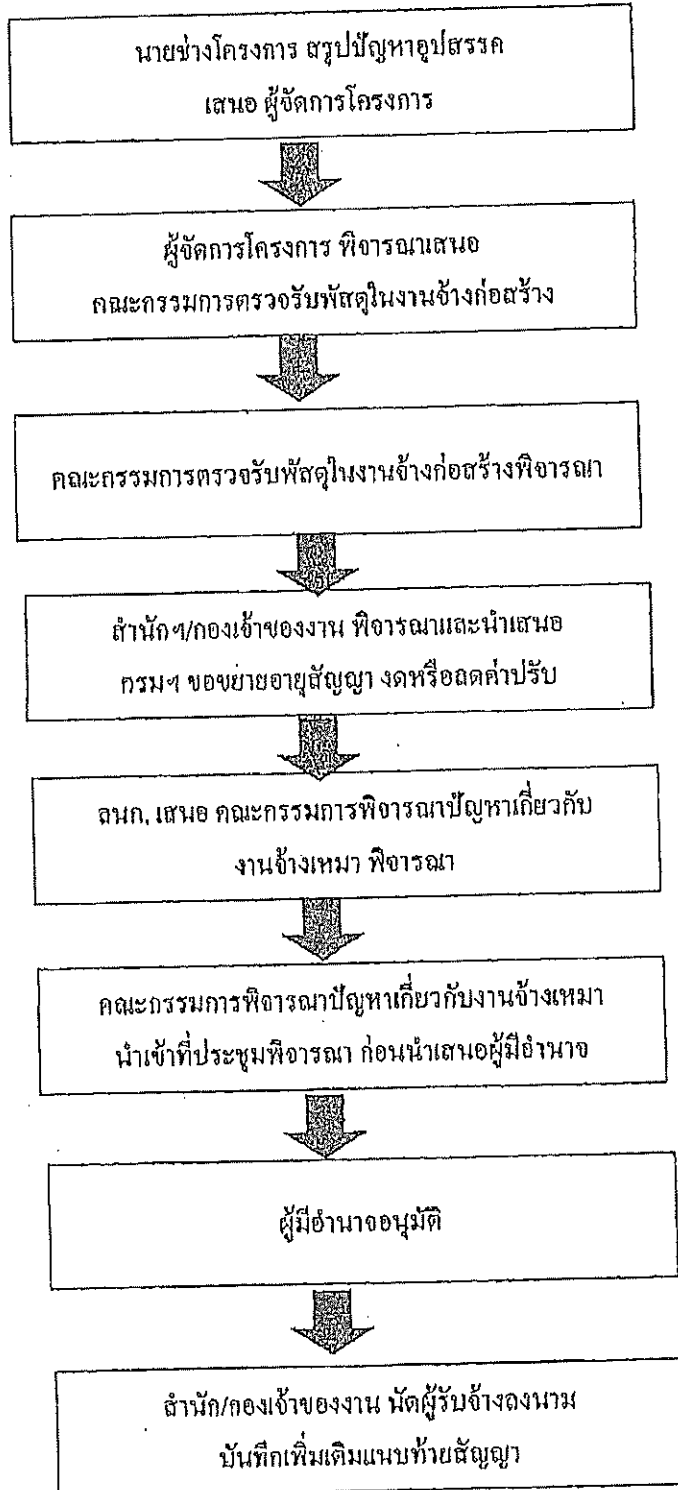 นายช่างโครงการ สรุปปัญหาอุปสรรค
เสนอ ผู้จัดการโครงการ
ผู้จัดการโครงการ พิจารณาเสนอ
คณะกรรมการตรวจรับพัสดุในงานจ้างก่อสร้าง
คณะกรรมการตรวจรับพัสดุในงานจ้างก่อสร้างพิจารณา
สำนักฯ/กองเจ้าของงาน พิจารณาและนำเสนอ
กรมฯ ขอขยายอายุสัญญา งดหรือลดค่าปรับ
ลนก. เสนอ คณะกรรมการพิจารณาปัญหาเกี่ยวกับ
งานจ้างเหมา พิจารณา
คณะกรรมการพิจารณาปัญหาเกี่ยวกับงานจ้างเหมา
นำเข้าที่ประชุมพิจารณา ก่อนนำเสนอผู้มีอำนาจ
ผู้มีอำนาจอนุมัติ
สำนัก/กองเจ้าของงาน นัดผู้รับจ้างลงนาม
บันทึกเพิ่มเติมแนบท้ายสัญญา